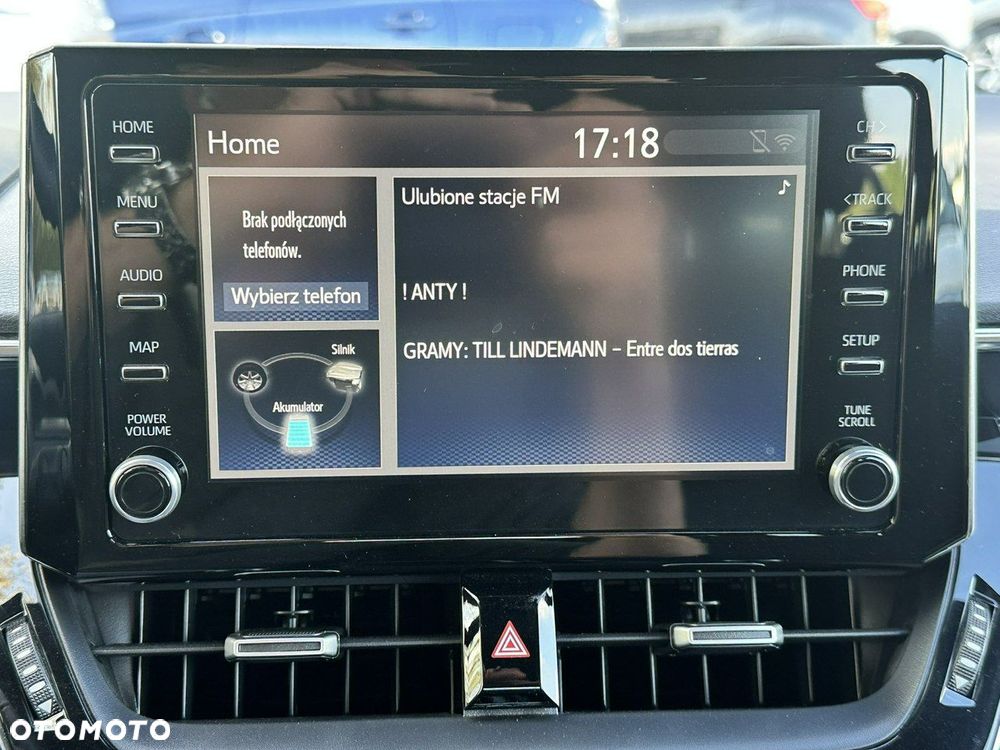 HOME
MENU
AUDIO
MAP
POWER
VOLUME
Home
17:18
Brak podłączonych
telefonów.
Wybierz telefon
Silnik
Akumulator
Ulubione stacje FM
! ANTY !
GRAMY: TILL LINDEMANN – Entre dos tierras
CH >
<TRACK
PHONE
SETUP
TUNE
SCROLL
OTOMOTO